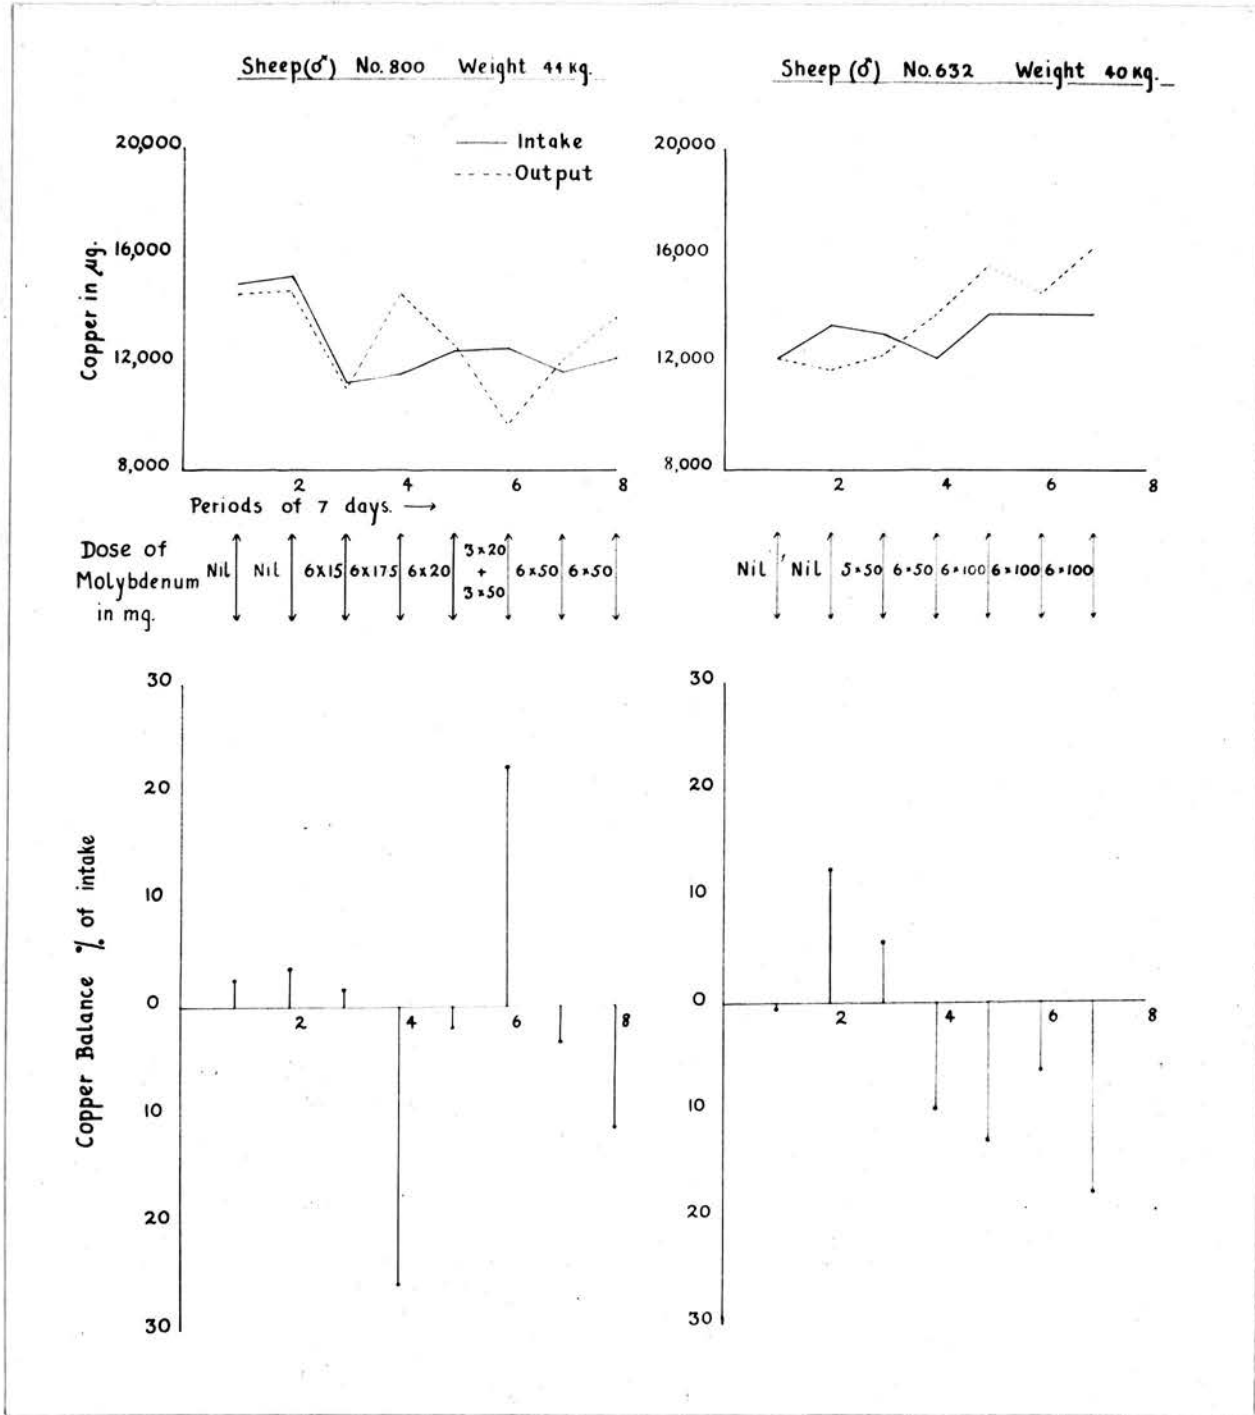 Sheep(♂) No. 800 Weight 44 Kg.
Sheep (♂) No. 632 Weight 40 Kg.
Intake
Output
20,000
16,000
12,000
8,000
Copper in µg.
2 4 6 8
Periods of 7 days. →
20,000
16,000
12,000
8,000
2 4 6 8
Dose of
Molybdenum
in mg.
Nil Nil 6x15 6x175 6x20 3x20 + 3x50 6x50 6x50
Nil Nil 5x50 6x50 6x100 6x100 6x100
30
20
10
0
10
20
30
Copper Balance % of intake
2 4 6 8
30
20
10
0
10
20
30
2 4 6 8